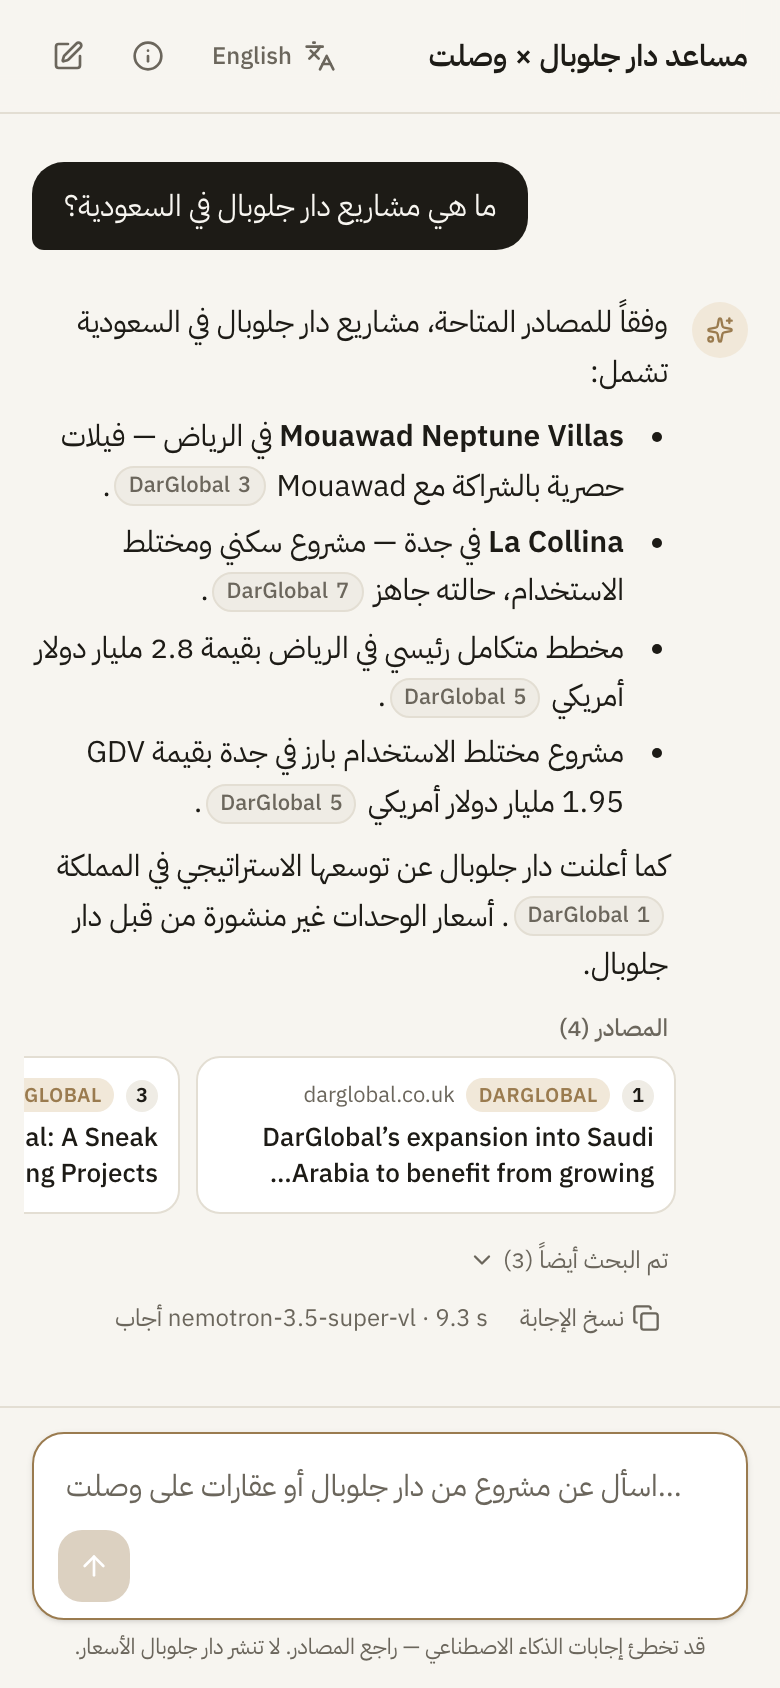 مساعد دار جلوبال × وصلت
English
ما هي مشاريع دار جلوبال في السعودية؟
وفقاً للمصادر المتاحة، مشاريع دار جلوبال في السعودية
تشمل:
• Mouawad Neptune Villas في الرياض — فيلات
حصرية بالشراكة مع Mouawad DarGlobal 3 .
• La Collina في جدة — مشروع سكني ومختلط
الاستخدام، حالته جاهز DarGlobal 7 .
• مخطط متكامل رئيسي في الرياض بقيمة 2.8 مليار دولار
أمريكي DarGlobal 5 .
• مشروع مختلط الاستخدام بارز في جدة بقيمة GDV
1.95 مليار دولار أمريكي DarGlobal 5 .
كما أعلنت دار جلوبال عن توسعها الاستراتيجي في المملكة
DarGlobal 1 . أسعار الوحدات غير منشورة من قبل دار
جلوبال.
المصادر (4)
1 DARGLOBAL darglobal.co.uk
DarGlobal’s expansion into Saudi
Arabia to benefit from growing...
3 GLOBAL
al: A Sneak
ng Projects
تم البحث أيضاً (3)
نسخ الإجابة
أجاب nemotron-3.5-super-vl · 9.3 s
اسأل عن مشروع من دار جلوبال أو عقارات على وصلت...
قد تخطئ إجابات الذكاء الاصطناعي — راجع المصادر. لا تنشر دار جلوبال الأسعار.